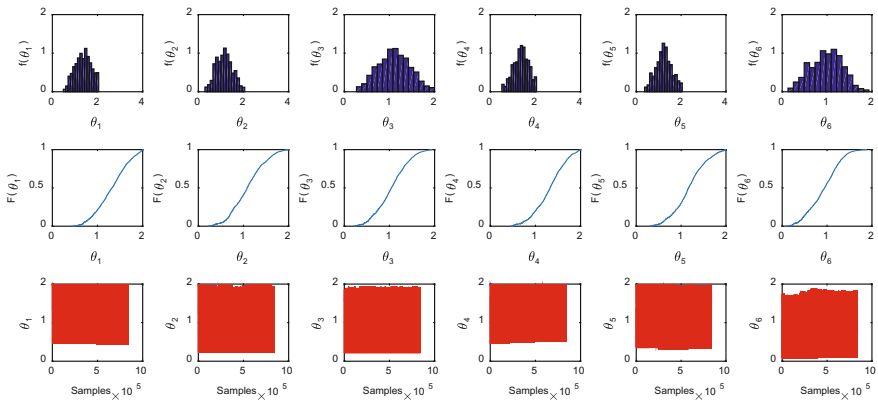 2 1 0 f(θ1) 0 2 4 θ1
2 1 0 f(θ2) 0 2 4 θ2
2 1 0 f(θ3) 0 1 2 θ3
2 1 0 f(θ4) 0 2 4 θ4
2 1 0 f(θ5) 0 2 4 θ5
2 1 0 f(θ6) 0 1 2 θ6
1 0.5 0 F(θ1) 0 1 2 θ1
1 0.5 0 F(θ2) 0 1 2 θ2
1 0.5 0 F(θ3) 0 1 2 θ3
1 0.5 0 F(θ4) 0 1 2 θ4
1 0.5 0 F(θ5) 0 1 2 θ5
1 0.5 0 F(θ6) 0 1 2 θ6
2 1 0 θ1 0 5 10 Samples × 10 5
2 1 0 θ2 0 5 10 Samples × 10 5
2 1 0 θ3 0 5 10 Samples × 10 5
2 1 0 θ4 0 5 10 Samples × 10 5
2 1 0 θ5 0 5 10 Samples × 10 5
2 1 0 θ6 0 5 10 Samples × 10 5